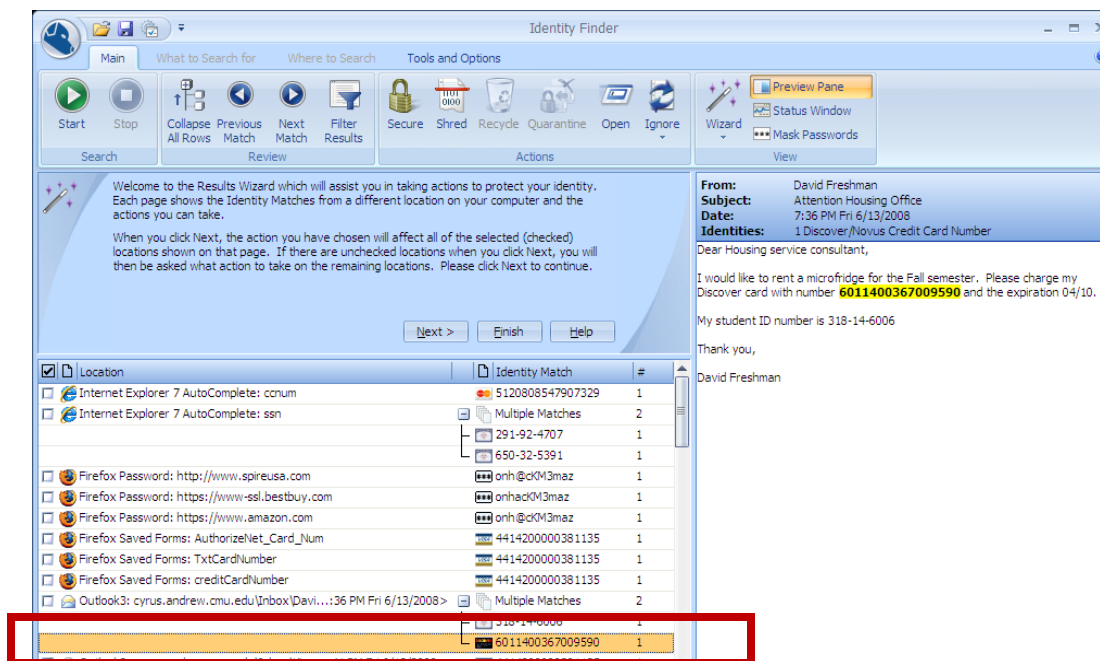 Identity Finder
Main What to Search for Where to Search Tools and Options
Start Stop Collapse All Rows Previous Match Next Match Filter Results Secure Shred Recycle Quarantine Open Ignore Wizard
Preview Pane
Status Window
Mask Passwords
Search Review Actions View
Welcome to the Results Wizard which will assist you in taking actions to protect your identity.
Each page shows the Identity Matches from a different location on your computer and the
actions you can take.
When you click Next, the action you have chosen will affect all of the selected (checked)
locations shown on that page. If there are unchecked locations when you click Next, you will
then be asked what action to take on the remaining locations. Please click Next to continue.
Next > Finish Help
Location Identity Match #
Internet Explorer 7 AutoComplete: ccnum 5120808547907329 1
Internet Explorer 7 AutoComplete: ssn Multiple Matches 2
291-92-4707 1
650-32-5391 1
Firefox Password: http://www.spireusa.com onh@cKM3maz 1
Firefox Password: https://www-ssl.bestbuy.com onhacKM3maz 1
Firefox Password: https://www.amazon.com onh@cKM3maz 1
Firefox Saved Forms: AuthorizeNet_Card_Num 4414200000381135 1
Firefox Saved Forms: TxtCardNumber 4414200000381135 1
Firefox Saved Forms: creditCardNumber 4414200000381135 1
Outlook3: cyrus.andrew.cmu.edu\Inbox\Davi...:36 PM Fri 6/13/2008> Multiple Matches 2
318-14-6006 1
6011400367009590 1
From: David Freshman
Subject: Attention Housing Office
Date: 7:36 PM Fri 6/13/2008
Identities: 1 Discover/Novus Credit Card Number
Dear Housing service consultant,
I would like to rent a microfridge for the Fall semester. Please charge my
Discover card with number 6011400367009590 and the expiration 04/10.
My student ID number is 318-14-6006
Thank you,
David Freshman